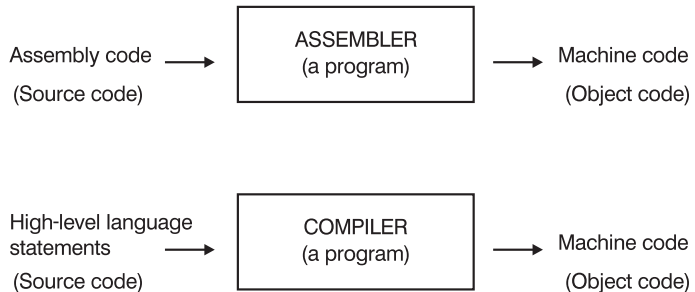 Assembly code
(Source code)
ASSEMBLER
(a program)
Machine code
(Object code)
High-level language
statements
(Source code)
COMPILER
(a program)
Machine code
(Object code)